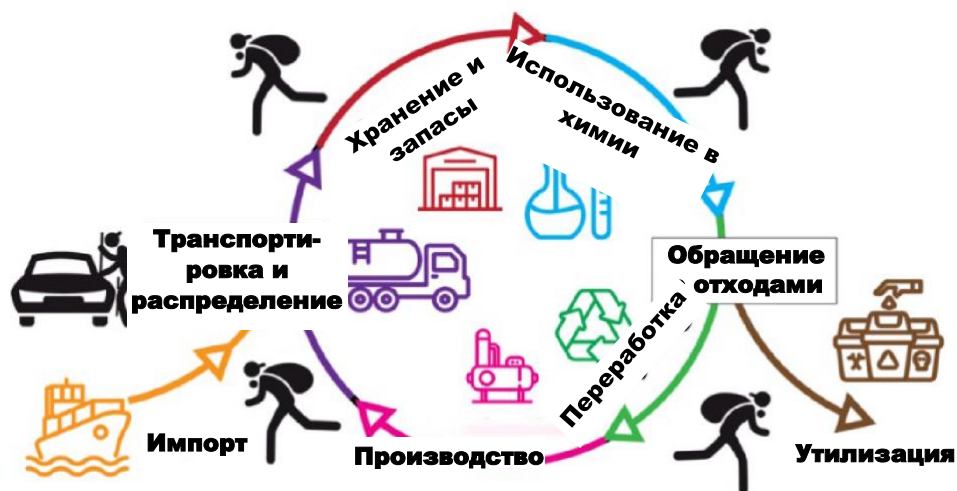 Хранение и
запасы
Использование в
химии
Транспорти-
ровка и
распределение
Обращение
отходами
Переработка
Импорт
Производство
Утилизация